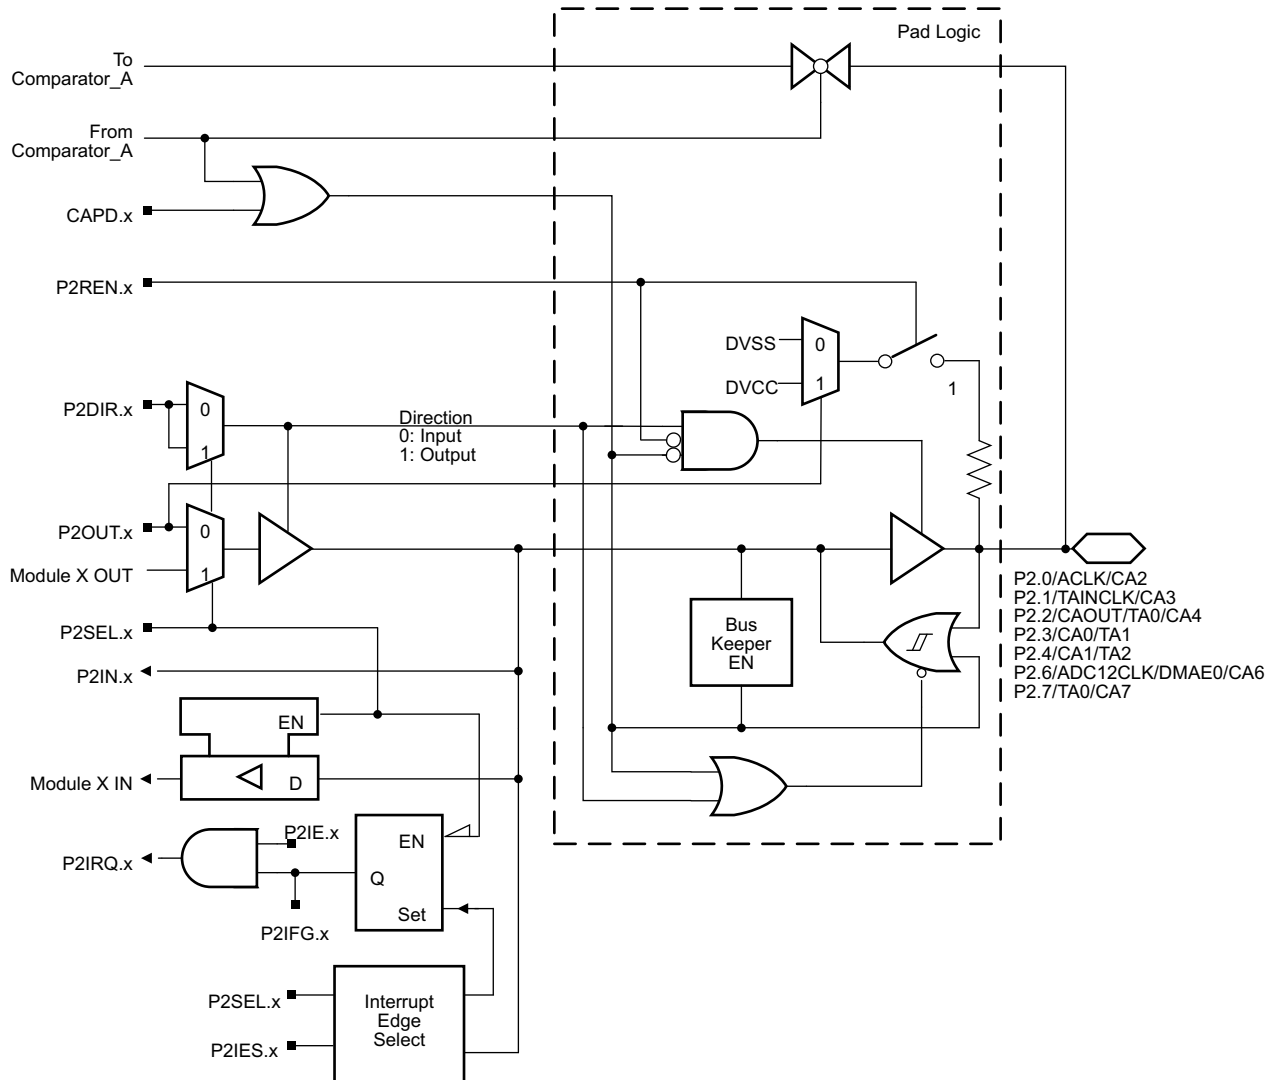 Pad Logic
To
Comparator_A
From
Comparator_A
CAPD.x
P2REN.x
DVSS
0
DVCC
1
1
P2DIR.x
0
1
Direction
0: Input
1: Output
P2OUT.x
0
Module X OUT
1
P2SEL.x
P2IN.x
Bus
Keeper
EN
P2.0/ACLK/CA2
P2.1/TAINCLK/CA3
P2.2/CAOUT/TA0/CA4
P2.3/CA0/TA1
P2.4/CA1/TA2
P2.6/ADC12CLK/DMAE0/CA6
P2.7/TA0/CA7
EN
Module X IN
D
P2IE.x
EN
P2IRQ.x
Q
Set
P2IFG.x
P2SEL.x
Interrupt
Edge
Select
P2IES.x